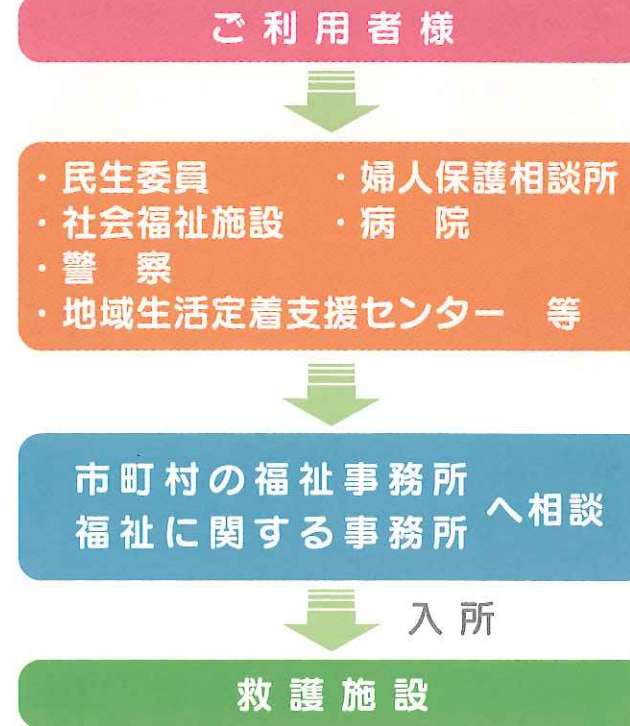 ご利用者様
・民生委員　・婦人保護相談所
・社会福祉施設　・病　院
・警　察
・地域生活定着支援センター　等
市町村の福祉事務所
福祉に関する事務所
へ相談
入所
救護施設